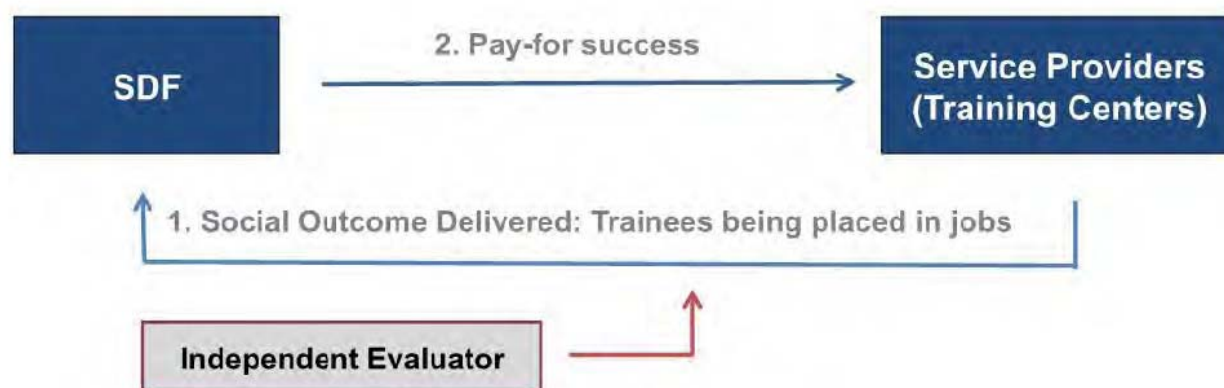 2. Pay-for success
SDF
Service Providers
(Training Centers)
1. Social Outcome Delivered: Trainees being placed in jobs
Independent Evaluator